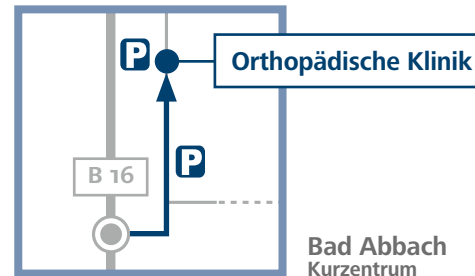 P
Orthopädische Klinik
P
B 16
Bad Abbach
Kurzentrum